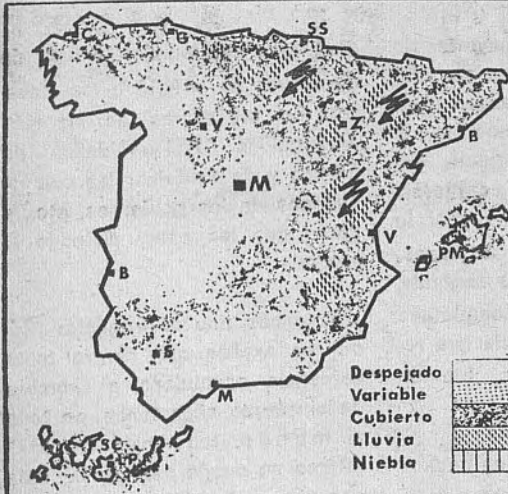 C
G
SS
V
Z
B
M
V
PM
B
S
M
SC
P
Despejado
Variable
Cubierto
Lluvia
Niebla